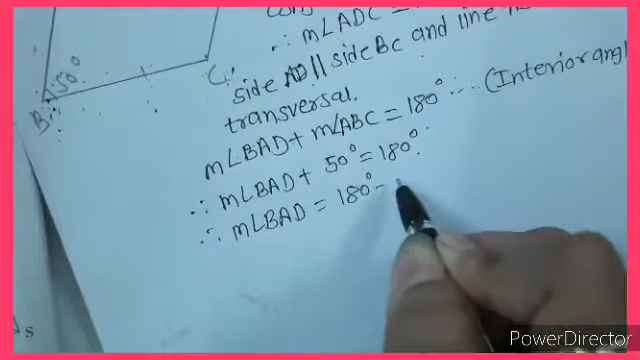 ∴ m∠ADC =
side AD || side BC and line
transversal.
m∠BAD + m∠ABC = 180° ... (Interior angl
∴ m∠BAD + 50° = 180°.
∴ m∠BAD = 180° -
50°
B
C
s
PowerDirector